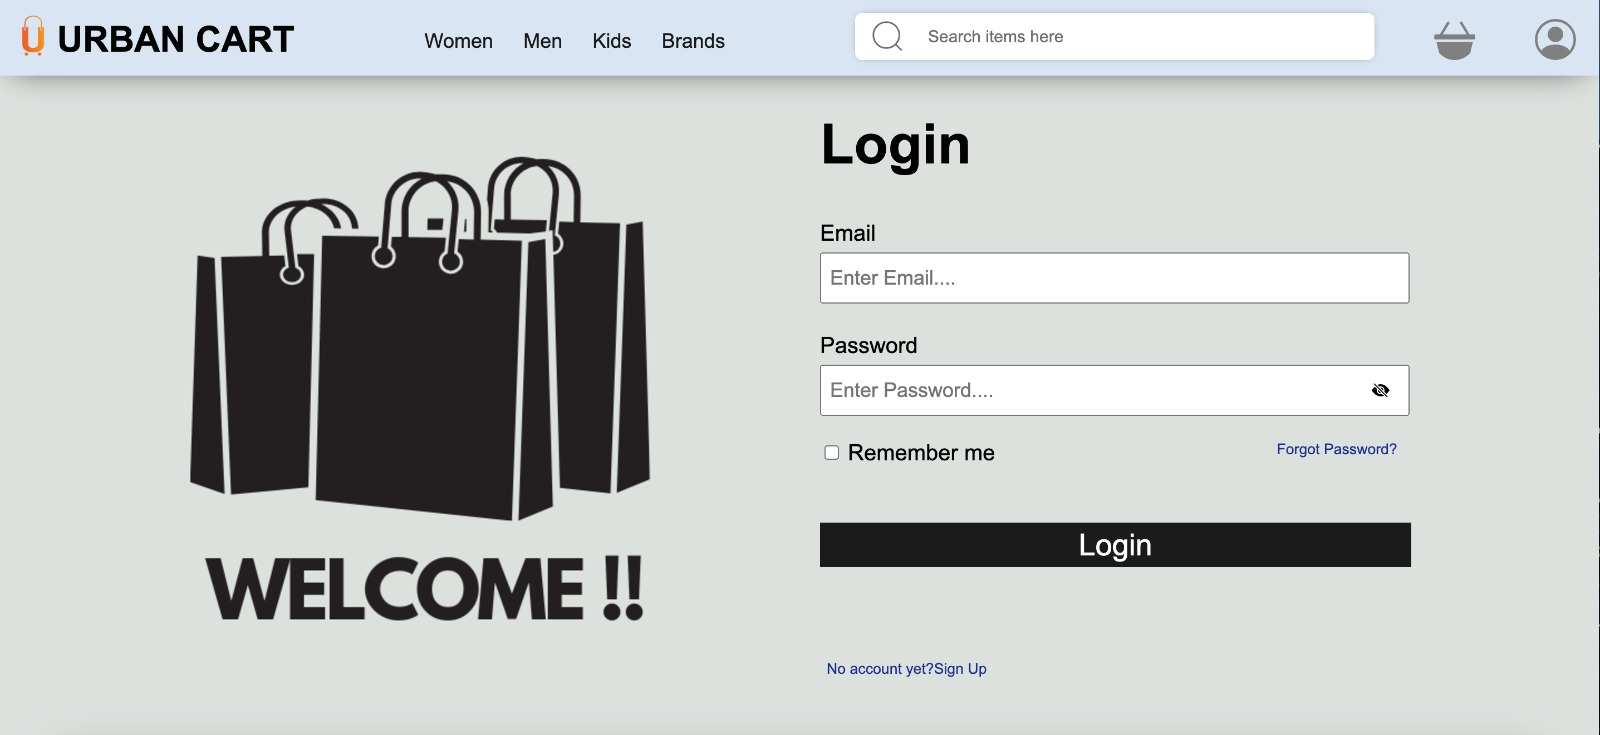 URBAN CART
Women Men Kids Brands
Search items here
Login
Email
Enter Email....
Password
Enter Password....
Remember me
Forgot Password?
Login
WELCOME !!
No account yet?Sign Up